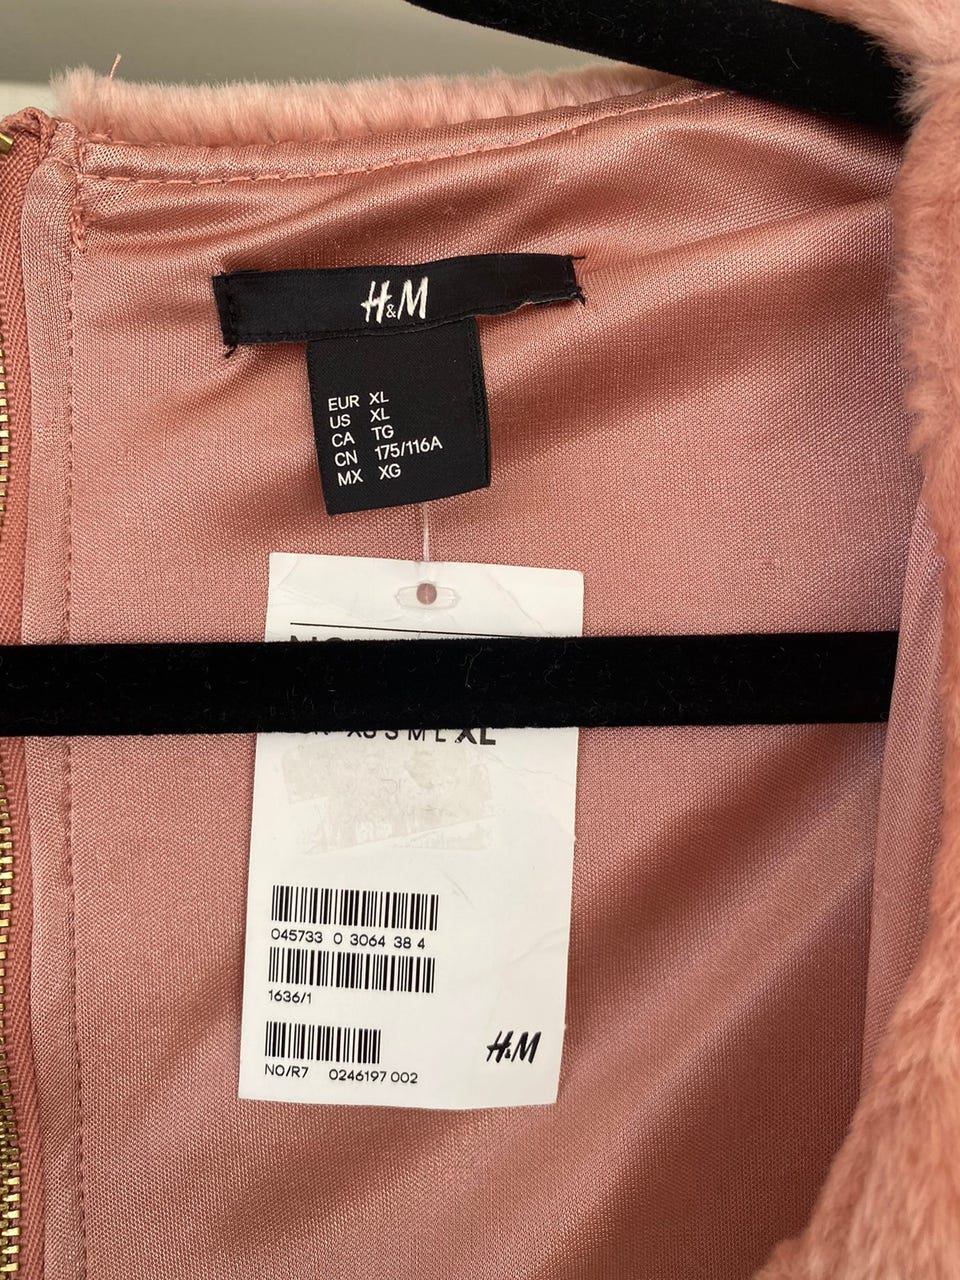 H&M
EUR XL
US XL
CA TG
CN 175/116A
MX XG
S M L XL
045733 0 3064 38 4
1636/1
H&M
NO/R7 0246197 002